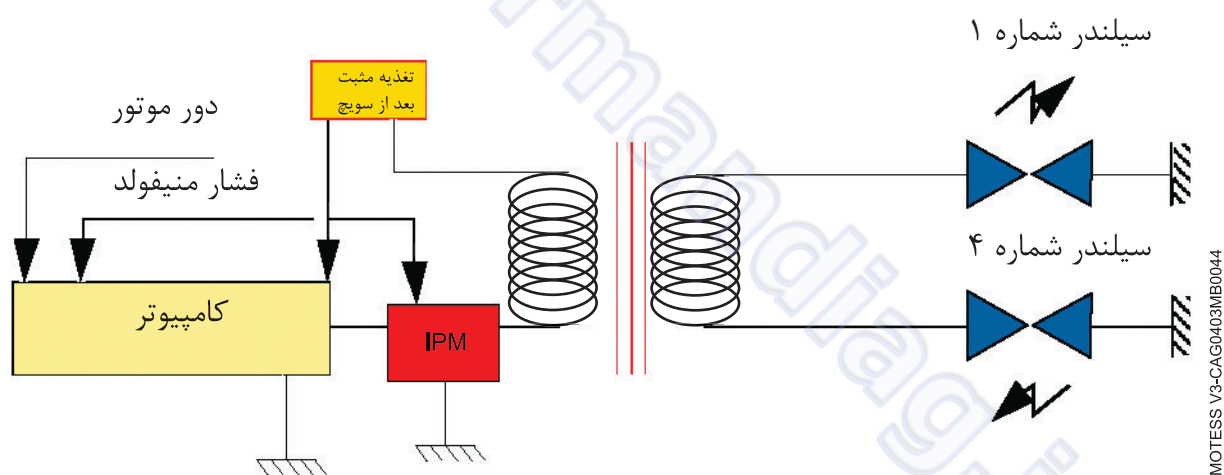 سیلندر شماره ۱
تغذیه مثبت
بعد از سویچ
دور موتور
فشار منیفولد
سیلندر شماره ۴
کامپیوتر
IPM
MOTESS V3-CAG0403MB0044